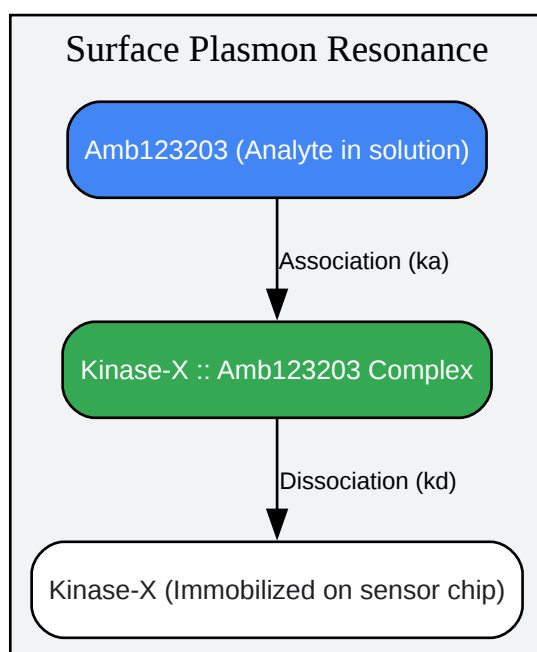 Surface Plasmon Resonance
Amb123203 (Analyte in solution)
Association (ka)
Kinase-X :: Amb123203 Complex
Dissociation (kd)
Kinase-X (Immobilized on sensor chip)